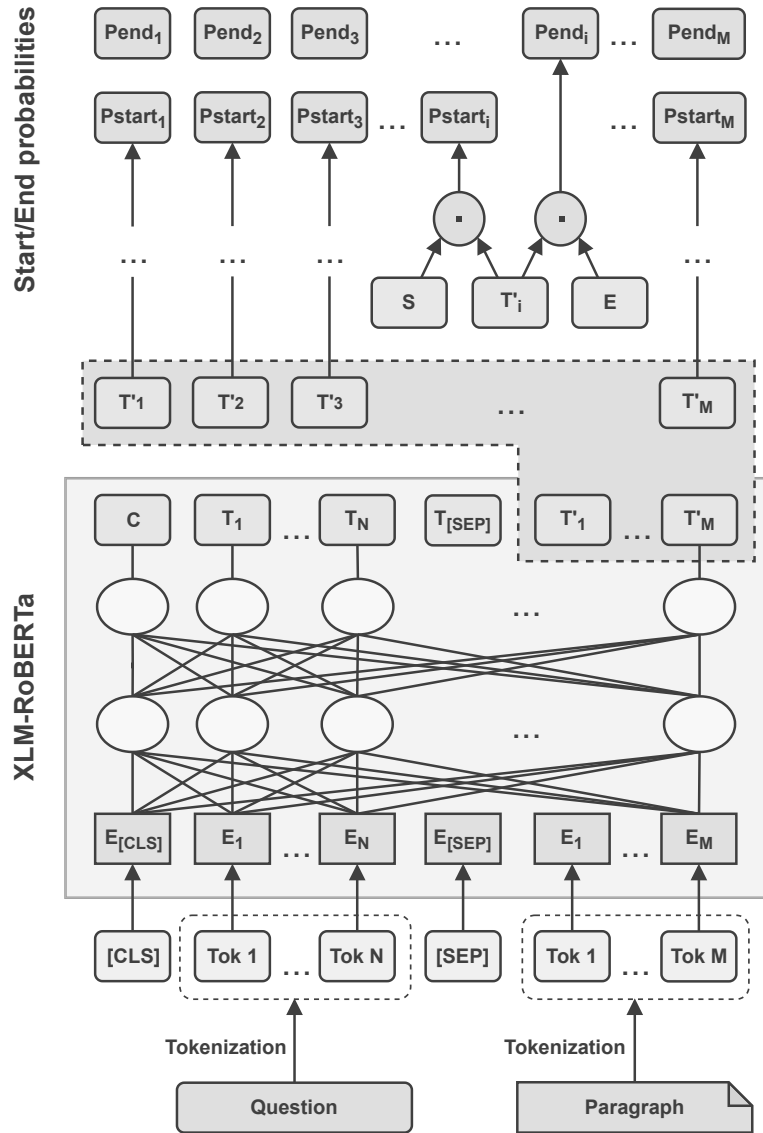 Start/End probabilities
Pend1 Pend2 Pend3 ... Pendi ... PendM
Pstart1 Pstart2 Pstart3 ... Pstarti ... PstartM
... ... ... ...
S T'i E
T'1 T'2 T'3 ... T'M
XLM-RoBERTa
C T1 ... TN T[SEP] T'1 ... T'M
...
...
E[CLS] E1 ... EN E[SEP] E1 ... EM
[CLS] Tok 1 ... Tok N [SEP] Tok 1 ... Tok M
Tokenization Tokenization
Question Paragraph